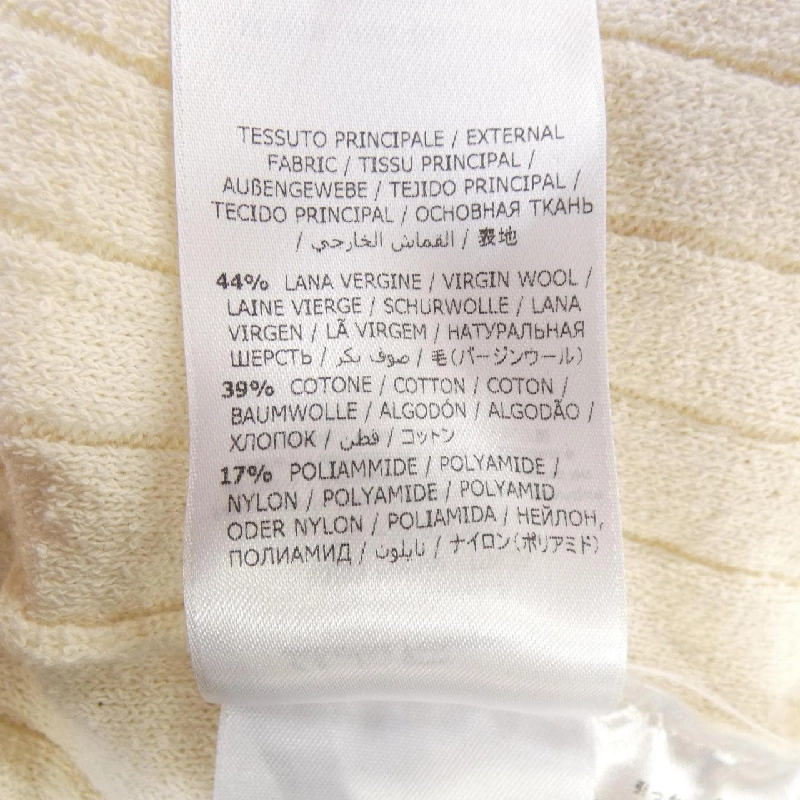 TESSUTO PRINCIPALE / EXTERNAL
FABRIC / TISSU PRINCIPAL /
AUßENGEWEBE / TEJIDO PRINCIPAL /
TECIDO PRINCIPAL / ОСНОВНАЯ ТКАНЬ
/ القماش الخارجي / 表地
44% LANA VERGINE / VIRGIN WOOL /
LAINE VIERGE / SCHURWOLLE / LANA
VIRGEN / LÃ VIRGEM / НАТУРАЛЬНАЯ
ШЕРСТЬ / صوف بكر / 毛(バージンウール)
39% COTONE / COTTON / COTON /
BAUMWOLLE / ALGODÓN / ALGODÃO /
ХЛОПОК / قطن / コットン
17% POLIAMMIDE / POLYAMIDE /
NYLON / POLYAMIDE / POLYAMID
ODER NYLON / POLIAMIDA / НЕЙЛОН,
ПОЛИАМИД / نايلون / ナイロン(ポリアミド)